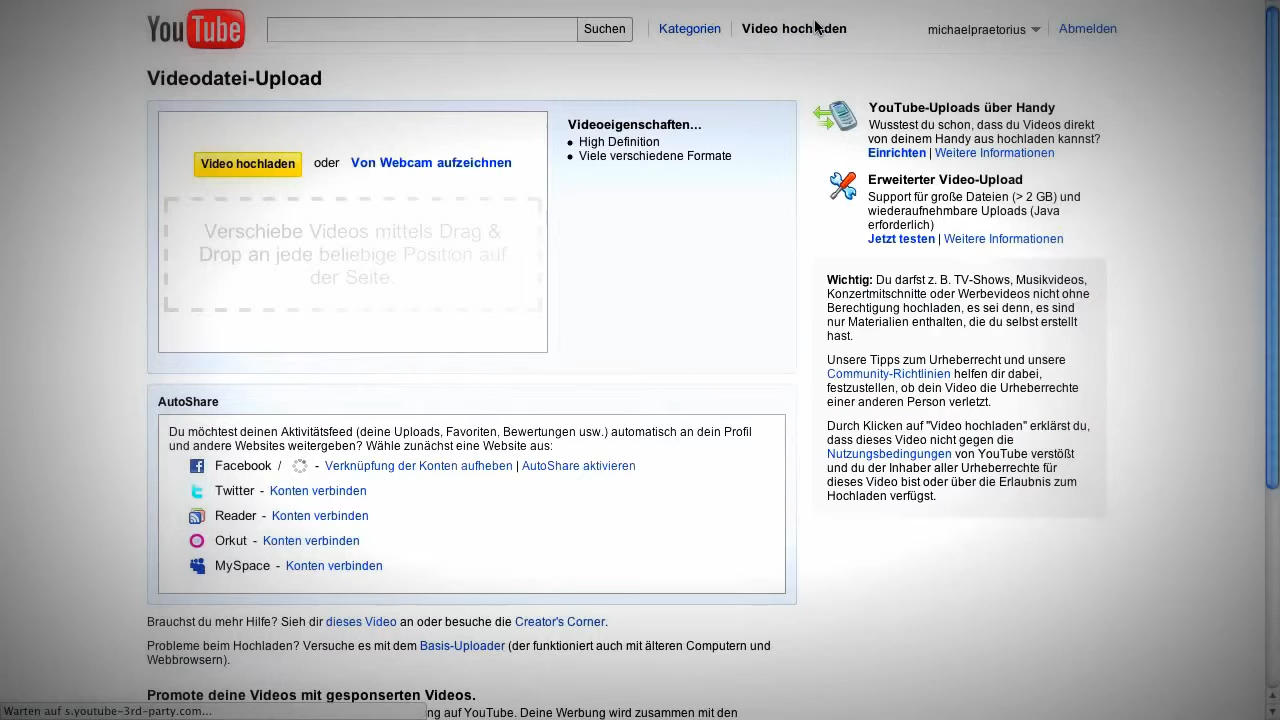 YouTube
Suchen
Kategorien
Video hochladen
michaelpraetorius
Abmelden
Videodatei-Upload
Video hochladen oder Von Webcam aufzeichnen
Verschiebe Videos mittels Drag &
Drop an jede beliebige Position auf
der Seite.
Videoeigenschaften...
High Definition
Viele verschiedene Formate
YouTube-Uploads über Handy
Wusstest du schon, dass du Videos direkt
von deinem Handy aus hochladen kannst?
Einrichten | Weitere Informationen
Erweiterter Video-Upload
Support für große Dateien (> 2 GB) und
wiederaufnehmbare Uploads (Java
erforderlich)
Jetzt testen | Weitere Informationen
Wichtig: Du darfst z. B. TV-Shows, Musikvideos,
Konzertmitschnitte oder Werbevideos nicht ohne
Berechtigung hochladen, es sei denn, es sind
nur Materialien enthalten, die du selbst erstellt
hast.
Unsere Tipps zum Urheberrecht und unsere
Community-Richtlinien helfen dir dabei,
festzustellen, ob dein Video die Urheberrechte
einer anderen Person verletzt.
Durch Klicken auf "Video hochladen" erklärst du,
dass dieses Video nicht gegen die
Nutzungsbedingungen von YouTube verstößt
und du der Inhaber aller Urheberrechte für
dieses Video bist oder über die Erlaubnis zum
Hochladen verfügst.
AutoShare
Du möchtest deinen Aktivitätsfeed (deine Uploads, Favoriten, Bewertungen usw.) automatisch an dein Profil
und andere Websites weitergeben? Wähle zunächst eine Website aus:
Facebook / - Verknüpfung der Konten aufheben | AutoShare aktivieren
Twitter - Konten verbinden
Reader - Konten verbinden
Orkut - Konten verbinden
MySpace - Konten verbinden
Brauchst du mehr Hilfe? Sieh dir dieses Video an oder besuche die Creator's Corner.
Probleme beim Hochladen? Versuche es mit dem Basis-Uploader (der funktioniert auch mit älteren Computern und
Webbrowsern).
Promote deine Videos mit gesponserten Videos.
Warten auf s.youtube-3rd-party.com...
ng auf YouTube. Deine Werbung wird zusammen mit den